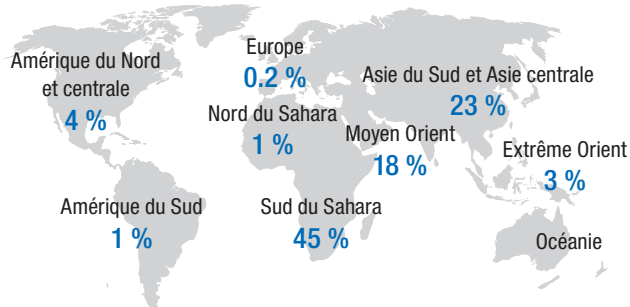 Amérique du Nord
et centrale
4 %
Europe
0.2 %
Asie du Sud et Asie centrale
23 %
Nord du Sahara
1 %
Moyen Orient
18 %
Extrême Orient
3 %
Amérique du Sud
1 %
Sud du Sahara
45 %
Océanie